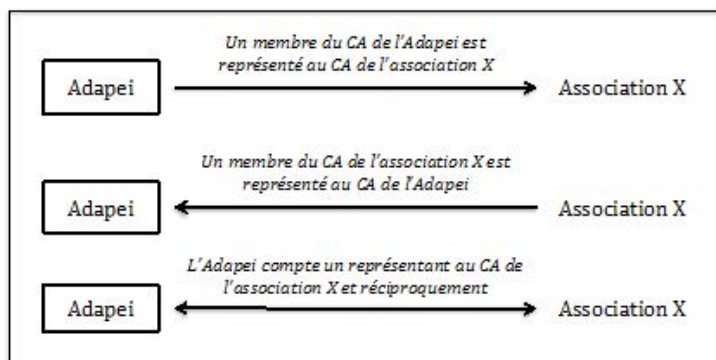 Un membre du CA de l'Adapei est
représenté au CA de l'association X
Adapei
Association X
Un membre du CA de l'association X est
représenté au CA de l'Adapei
Adapei
Association X
L'Adapei compte un représentant au CA de
l'association X et réciproquement
Adapei
Association X